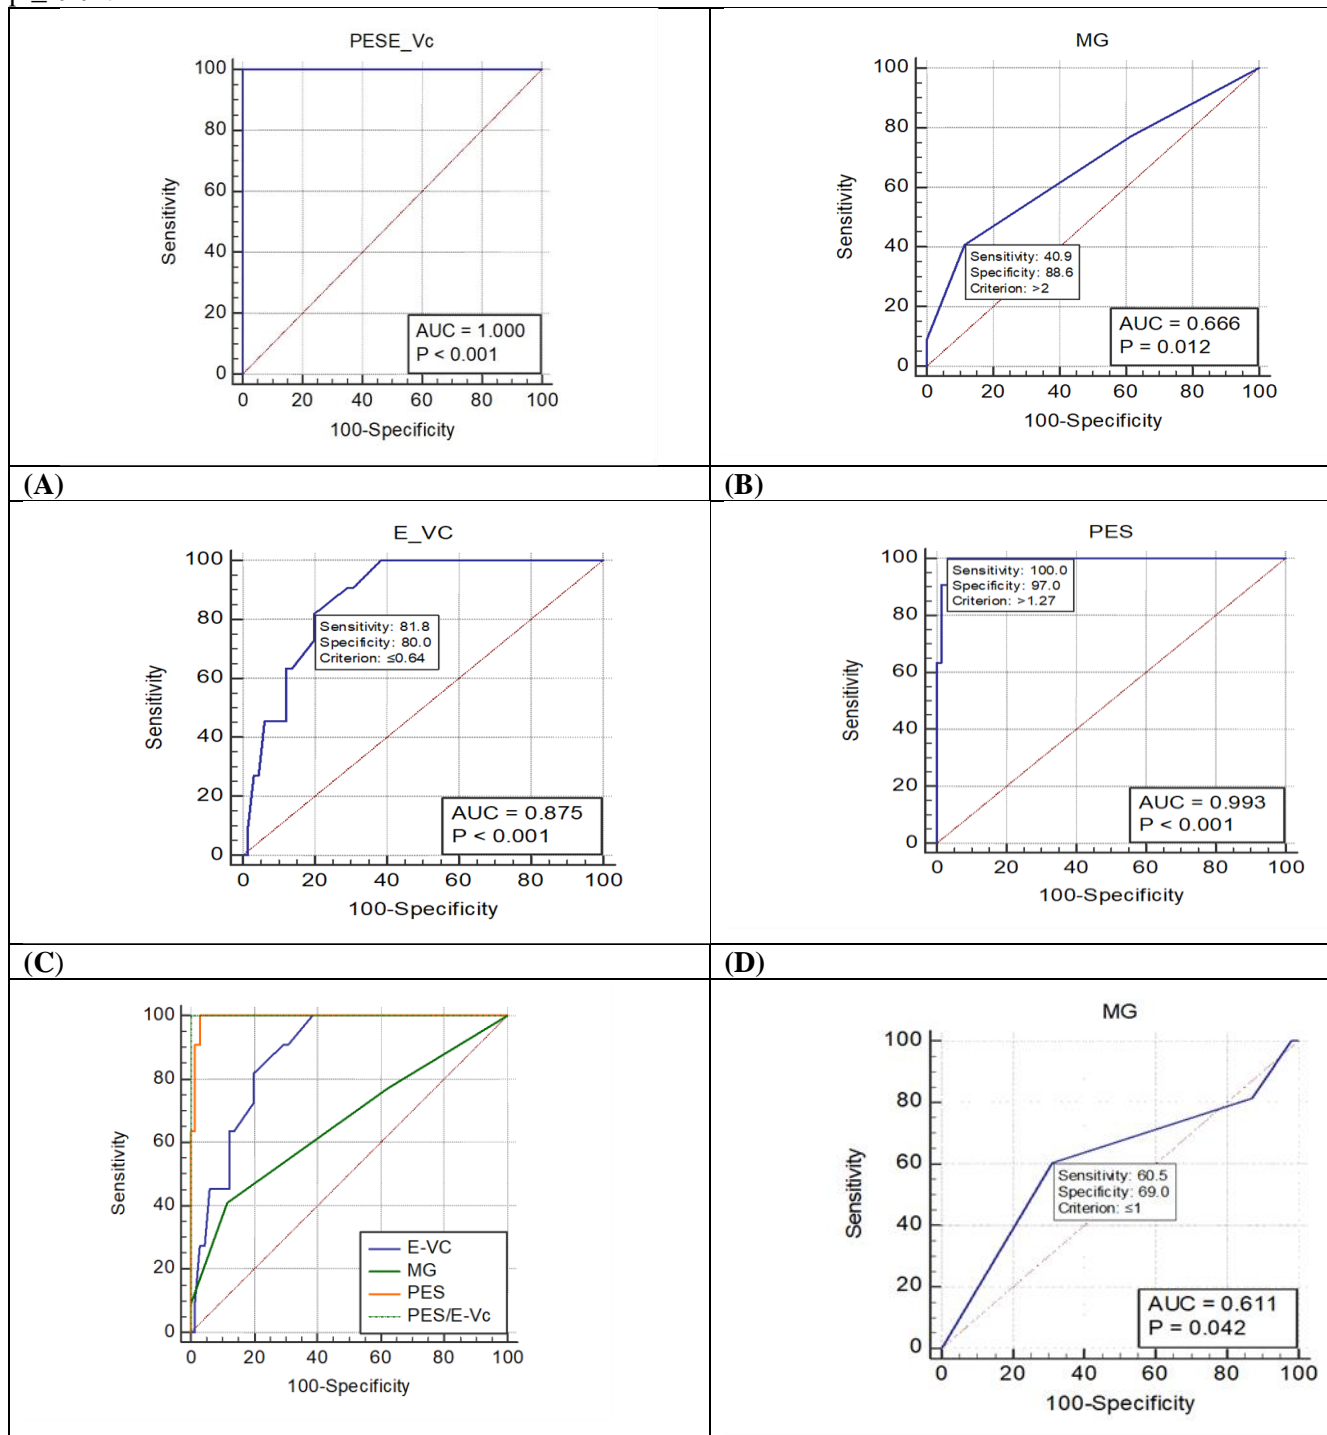 PESE_Vc
100
80
60
40
20
0
Sensitivity
AUC = 1.000
P < 0.001
0 20 40 60 80 100
100-Specificity
MG
100
80
60
40
20
0
Sensitivity
Sensitivity: 40.9
Specificity: 88.6
Criterion: >2
AUC = 0.666
P = 0.012
0 20 40 60 80 100
100-Specificity
(A)
(B)
E_VC
100
80
60
40
20
0
Sensitivity
Sensitivity: 81.8
Specificity: 80.0
Criterion: ≤0.64
AUC = 0.875
P < 0.001
0 20 40 60 80 100
100-Specificity
PES
100
80
60
40
20
0
Sensitivity
Sensitivity: 100.0
Specificity: 97.0
Criterion: >1.27
AUC = 0.993
P < 0.001
0 20 40 60 80 100
100-Specificity
(C)
(D)
100
80
60
40
20
0
Sensitivity
E-VC
MG
PES
PES/E-Vc
0 20 40 60 80 100
100-Specificity
MG
100
80
60
40
20
0
Sensitivity
Sensitivity: 60.5
Specificity: 69.0
Criterion: ≤1
AUC = 0.611
P = 0.042
0 20 40 60 80 100
100-Specificity